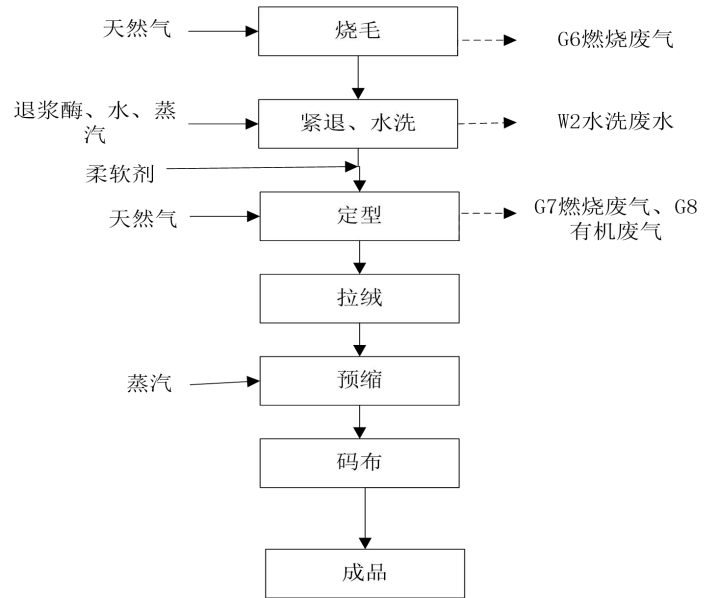 天然气
烧毛
G6燃烧废气
退浆酶、水、蒸
汽
紧退、水洗
W2水洗废水
柔软剂
天然气
定型
G7燃烧废气、G8
有机废气
拉绒
蒸汽
预缩
码布
成品